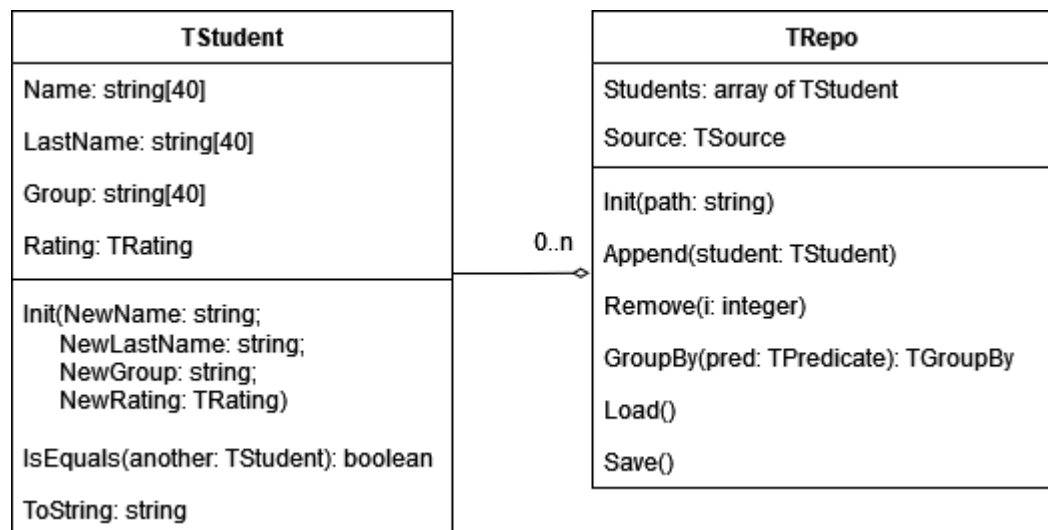 TStudent
Name: string[40]
LastName: string[40]
Group: string[40]
Rating: TRating
Init(NewName: string;
NewLastName: string;
NewGroup: string;
NewRating: TRating)
IsEquals(another: TStudent): boolean
ToString: string
0..n
TRepo
Students: array of TStudent
Source: TSource
Init(path: string)
Append(student: TStudent)
Remove(i: integer)
GroupBy(pred: TPredicate): TGroupBy
Load()
Save()